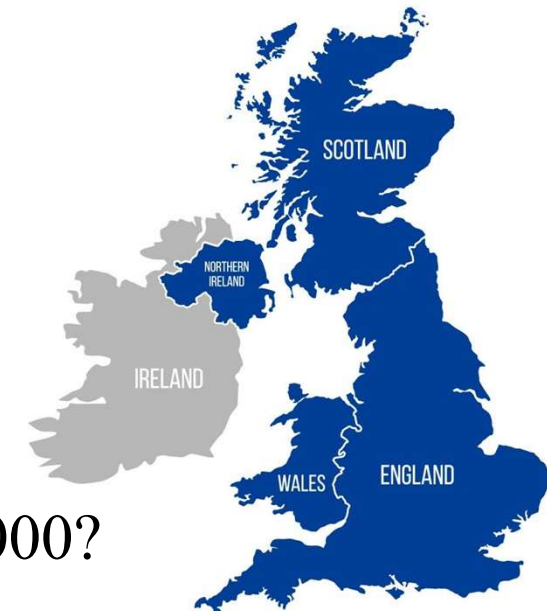 SCOTLAND
NORTHERN
IRELAND
IRELAND
WALES
ENGLAND
000?